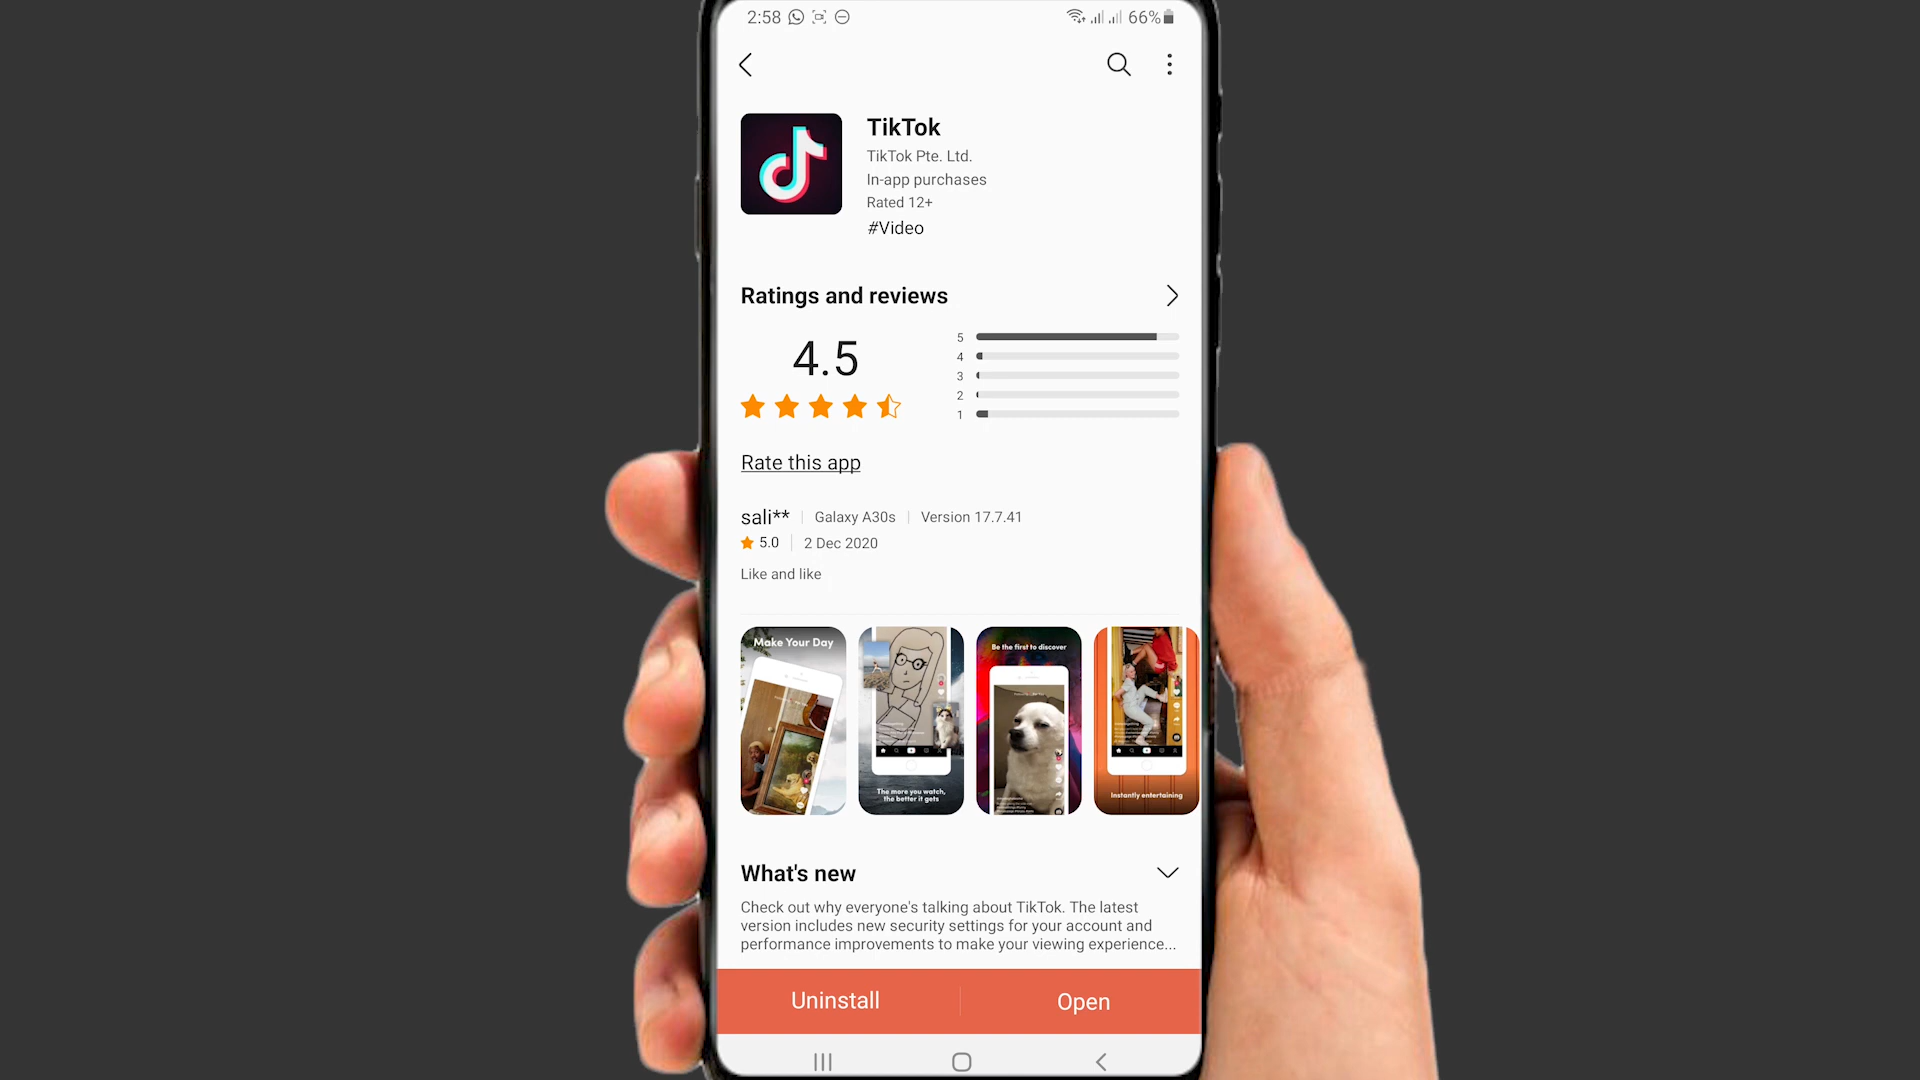 2:58 66%
TikTok
TikTok Pte. Ltd.
In-app purchases
Rated 12+
#Video
Ratings and reviews
4.5
5
4
3
2
1
Rate this app
sali** | Galaxy A30s | Version 17.7.41
5.0 | 2 Dec 2020
Like and like
Make Your Day
The more you watch,
the better it gets
Be the first to discover
Instantly entertaining
What's new
Check out why everyone's talking about TikTok. The latest
version includes new security settings for your account and
performance improvements to make your viewing experience...
Uninstall Open